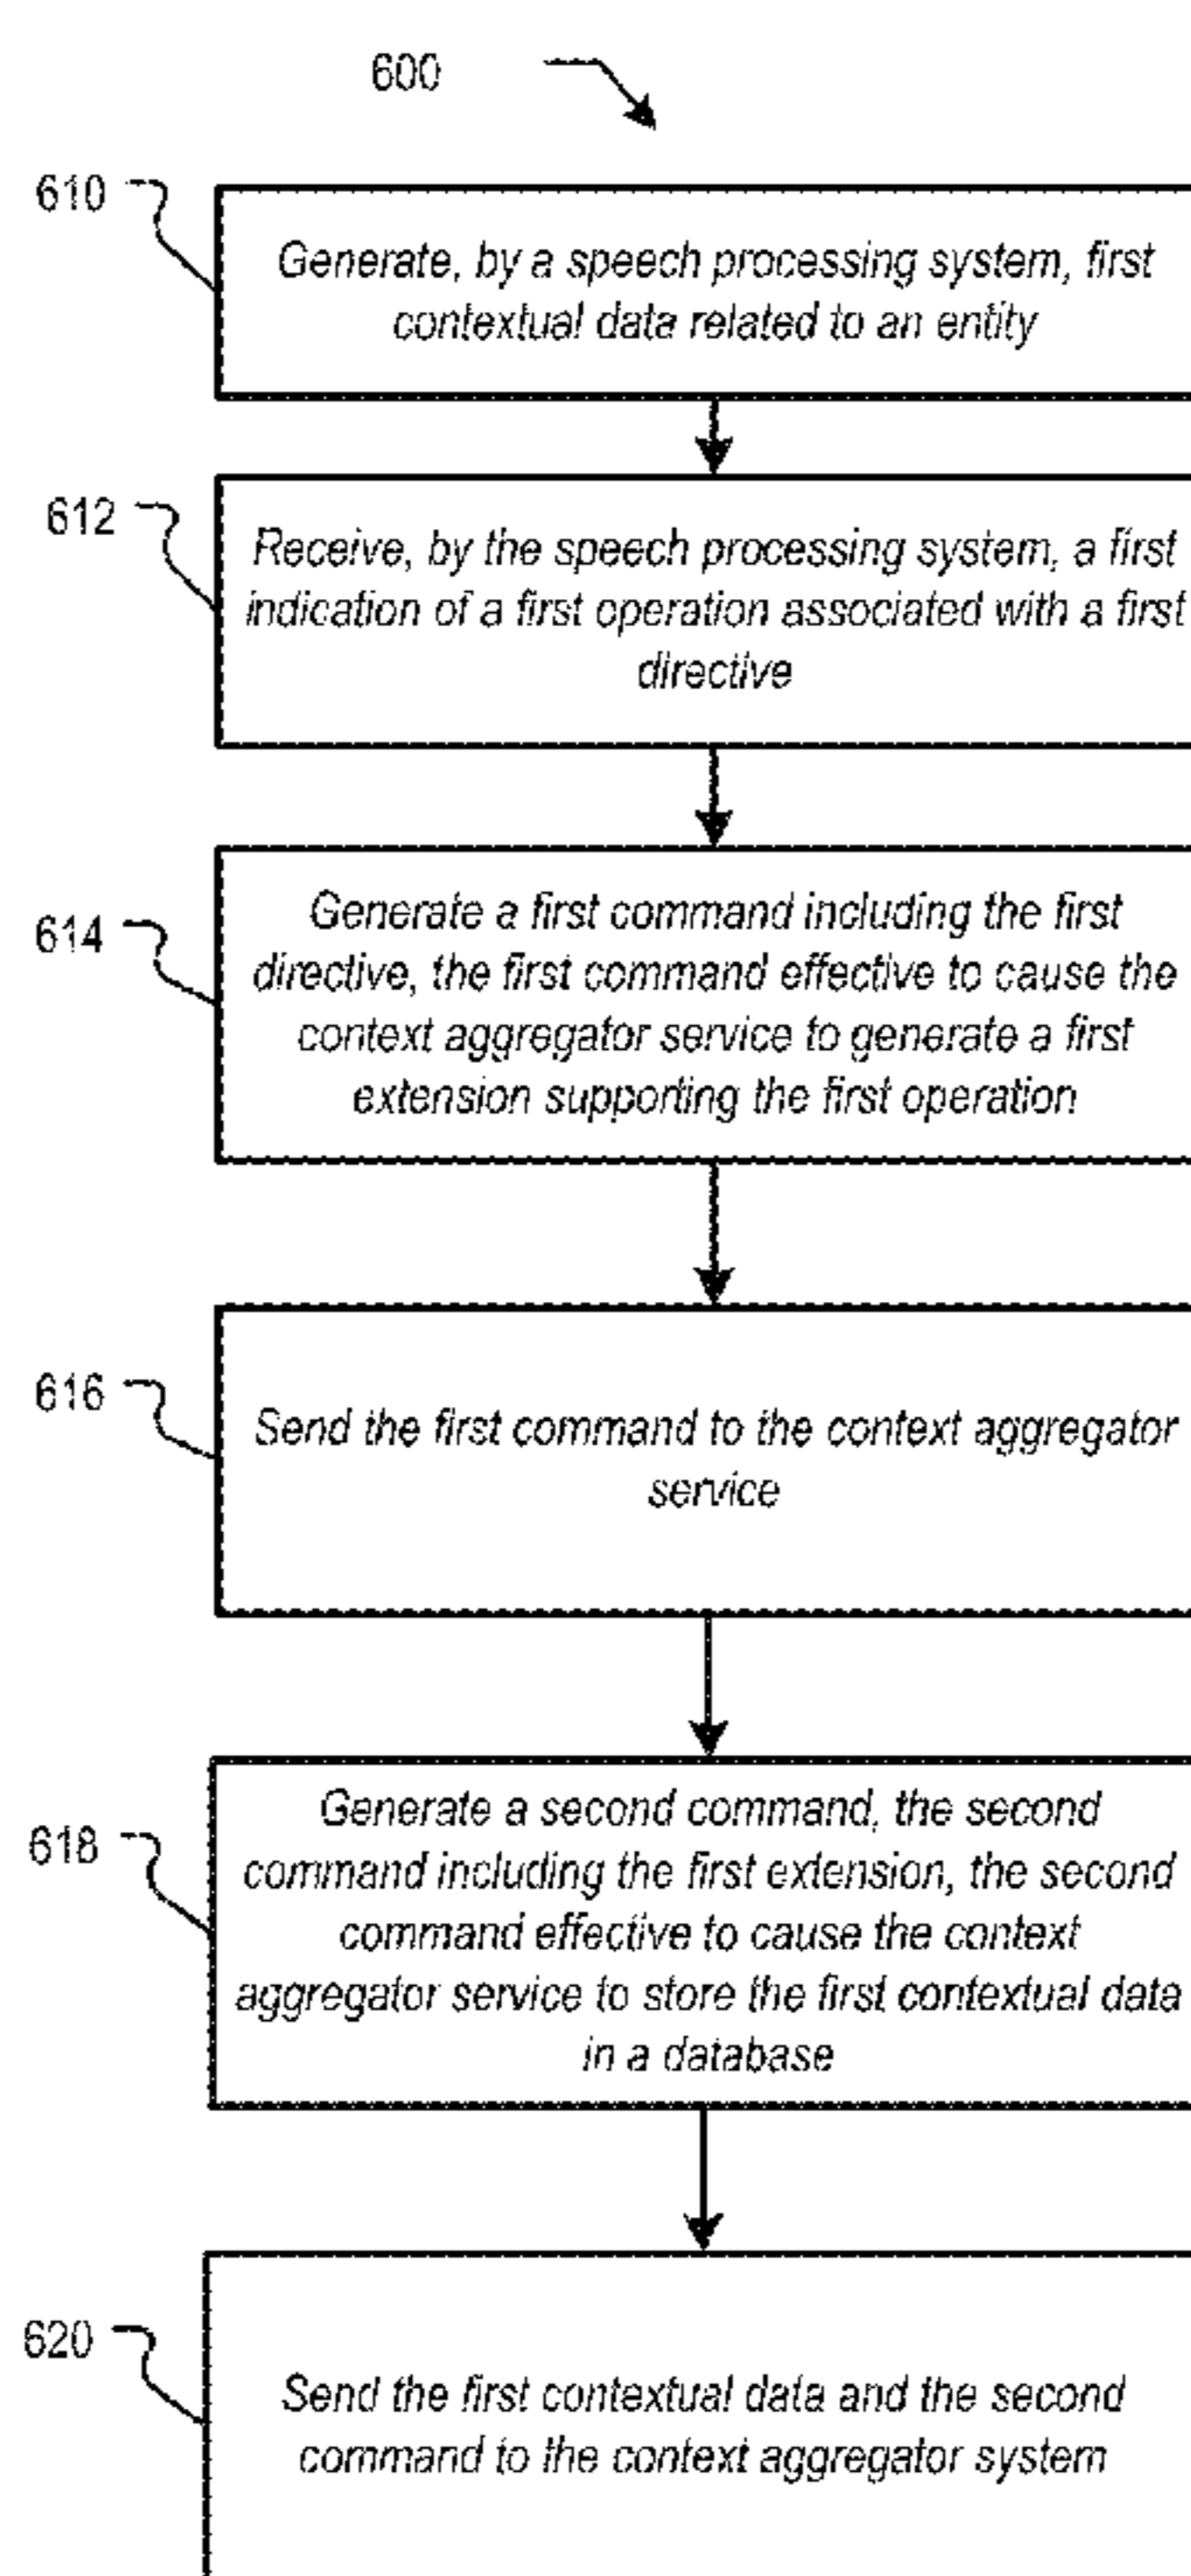 600
610
Generate, by a speech processing system, first
contextual data related to an entity
612
Receive, by the speech processing system, a first
indication of a first operation associated with a first
directive
614
Generate a first command including the first
directive, the first command effective to cause the
context aggregator service to generate a first
extension supporting the first operation
616
Send the first command to the context aggregator
service
618
Generate a second command, the second
command including the first extension, the second
command effective to cause the context
aggregator service to store the first contextual data
in a database
620
Send the first contextual data and the second
command to the context aggregator system